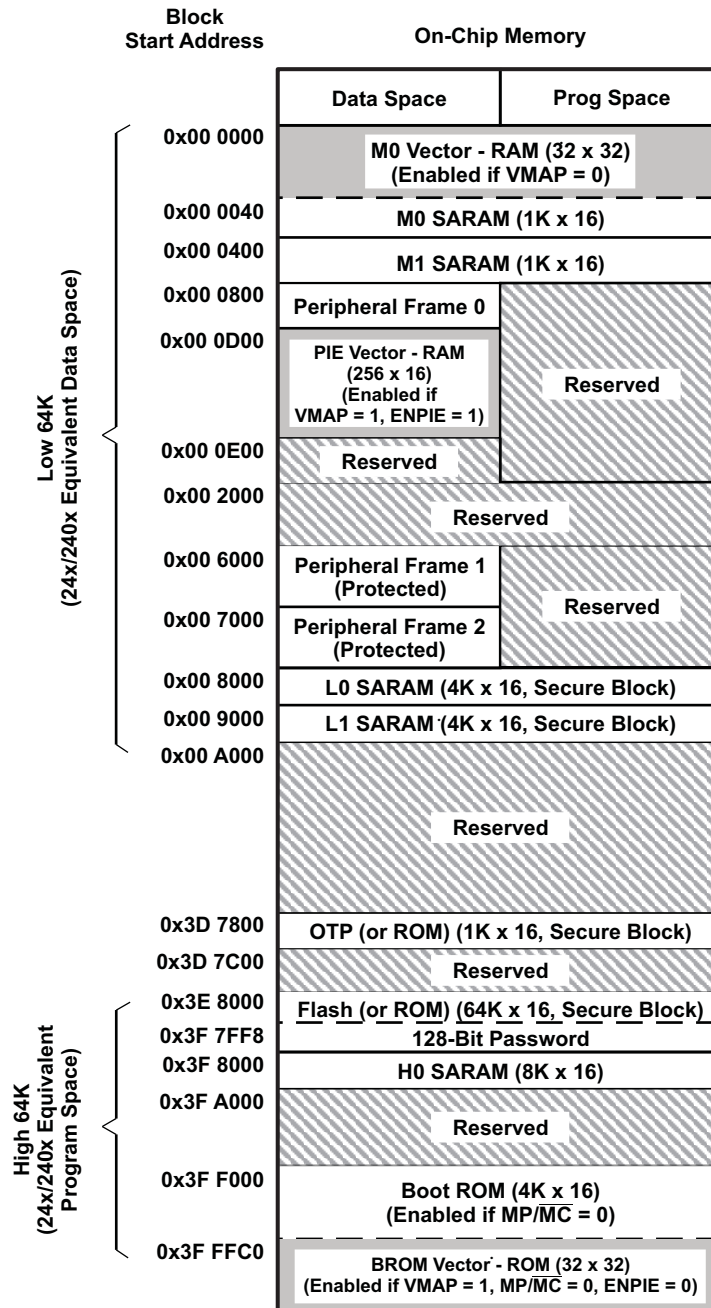 Block
Start Address
On-Chip Memory
Data Space
Prog Space
0x00 0000
M0 Vector - RAM (32 x 32)
(Enabled if VMAP = 0)
0x00 0040
M0 SARAM (1K x 16)
0x00 0400
M1 SARAM (1K x 16)
0x00 0800
Peripheral Frame 0
0x00 0D00
PIE Vector - RAM
(256 x 16)
(Enabled if
VMAP = 1, ENPIE = 1)
Reserved
0x00 0E00
Reserved
0x00 2000
Reserved
0x00 6000
Peripheral Frame 1
(Protected)
Reserved
0x00 7000
Peripheral Frame 2
(Protected)
0x00 8000
L0 SARAM (4K x 16, Secure Block)
0x00 9000
L1 SARAM (4K x 16, Secure Block)
0x00 A000
Reserved
Low 64K
(24x/240x Equivalent Data Space)
0x3D 7800
OTP (or ROM) (1K x 16, Secure Block)
0x3D 7C00
Reserved
0x3E 8000
Flash (or ROM) (64K x 16, Secure Block)
0x3F 7FF8
128-Bit Password
0x3F 8000
H0 SARAM (8K x 16)
0x3F A000
Reserved
0x3F F000
Boot ROM (4K x 16)
(Enabled if MP/M̅C̅ = 0)
0x3F FFC0
BROM Vector - ROM (32 x 32)
(Enabled if VMAP = 1, MP/M̅C̅ = 0, ENPIE = 0)
High 64K
(24x/240x Equivalent
Program Space)